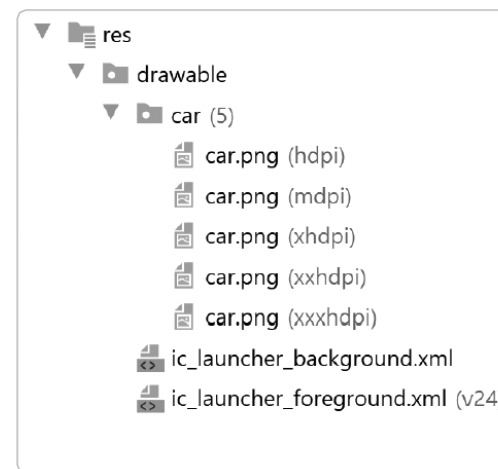 res
drawable
car (5)
car.png (hdpi)
car.png (mdpi)
car.png (xhdpi)
car.png (xxhdpi)
car.png (xxxhdpi)
ic_launcher_background.xml
ic_launcher_foreground.xml (v24